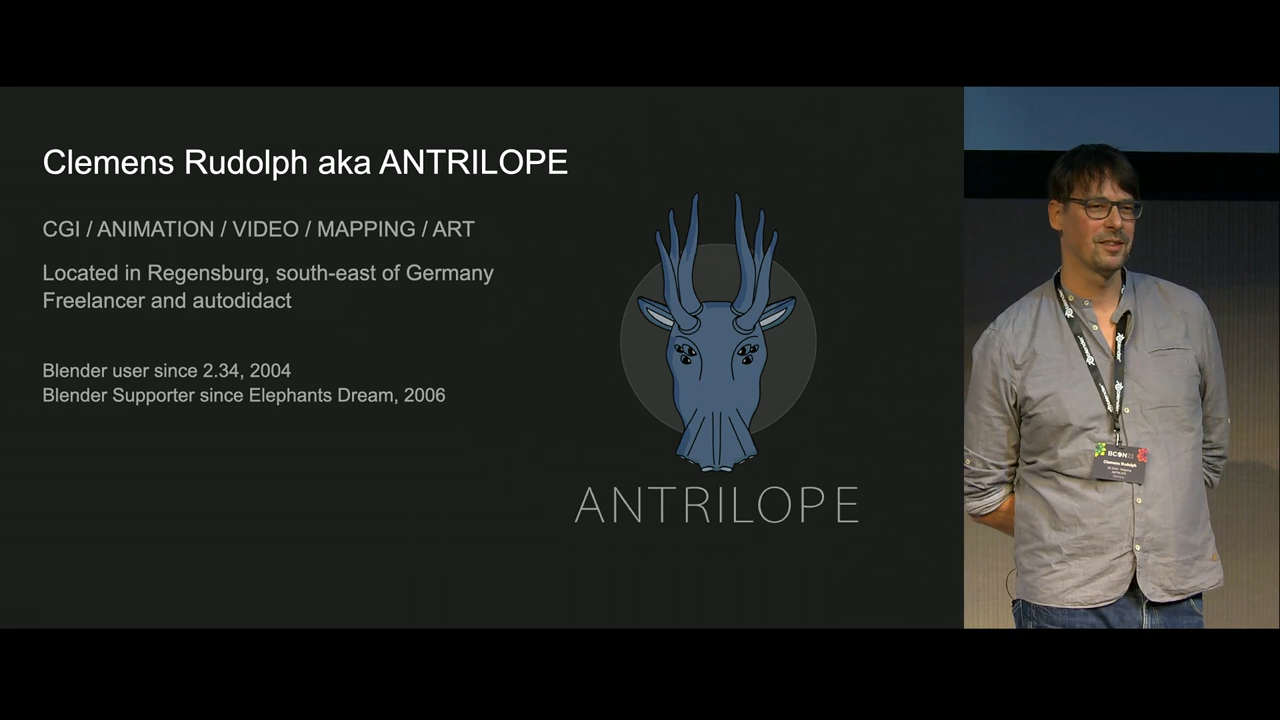 Clemens Rudolph aka ANTRILOPE
CGI / ANIMATION / VIDEO / MAPPING / ART
Located in Regensburg, south-east of Germany
Freelancer and autodidact
Blender user since 2.34, 2004
Blender Supporter since Elephants Dream, 2006
ANTRILOPE
BCON22
Clemens Rudolph